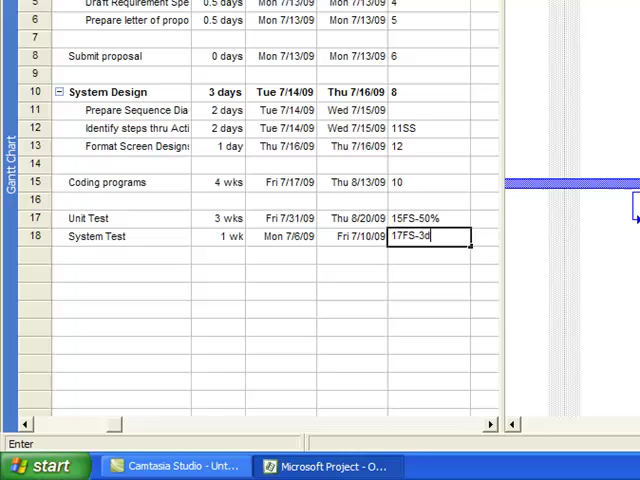 5 Draft Requirement Spe 0.5 days Mon 7/13/09 Mon 7/13/09 4
6 Prepare letter of propo 0.5 days Mon 7/13/09 Mon 7/13/09 5
7
8 Submit proposal 0 days Mon 7/13/09 Mon 7/13/09 6
9
10 System Design 3 days Tue 7/14/09 Thu 7/16/09 8
11 Prepare Sequence Dia 2 days Tue 7/14/09 Wed 7/15/09
12 Identify steps thru Acti 2 days Tue 7/14/09 Wed 7/15/09 11SS
13 Format Screen Designs 1 day Thu 7/16/09 Thu 7/16/09 12
14
15 Coding programs 4 wks Fri 7/17/09 Thu 8/13/09 10
16
17 Unit Test 3 wks Fri 7/31/09 Thu 8/20/09 15FS-50%
18 System Test 1 wk Mon 7/6/09 Fri 7/10/09 17FS-3d
Gantt Chart
Enter
start Camtasia Studio - Unt... Microsoft Project - O...